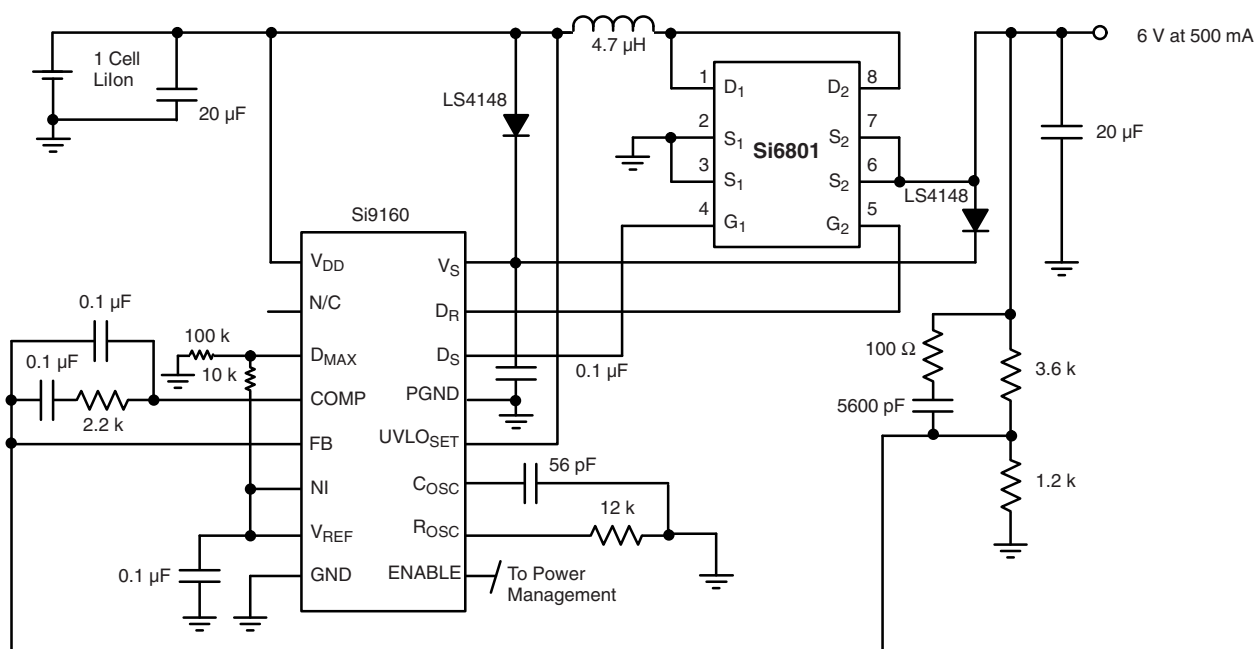 4.7 µH
6 V at 500 mA
1 Cell
LiIon
20 µF
LS4148
1
D1
D2
8
2
S1
S2
7
Si6801
3
S1
S2
6
4
G1
G2
5
LS4148
20 µF
Si9160
VDD
VS
N/C
DR
0.1 µF
100 k
DMAX
DS
0.1 µF
0.1 µF
10 k
COMP
PGND
2.2 k
FB
UVLOSET
NI
COSC
56 pF
VREF
ROSC
12 k
0.1 µF
GND
ENABLE
To Power
Management
100 Ω
3.6 k
5600 pF
1.2 k